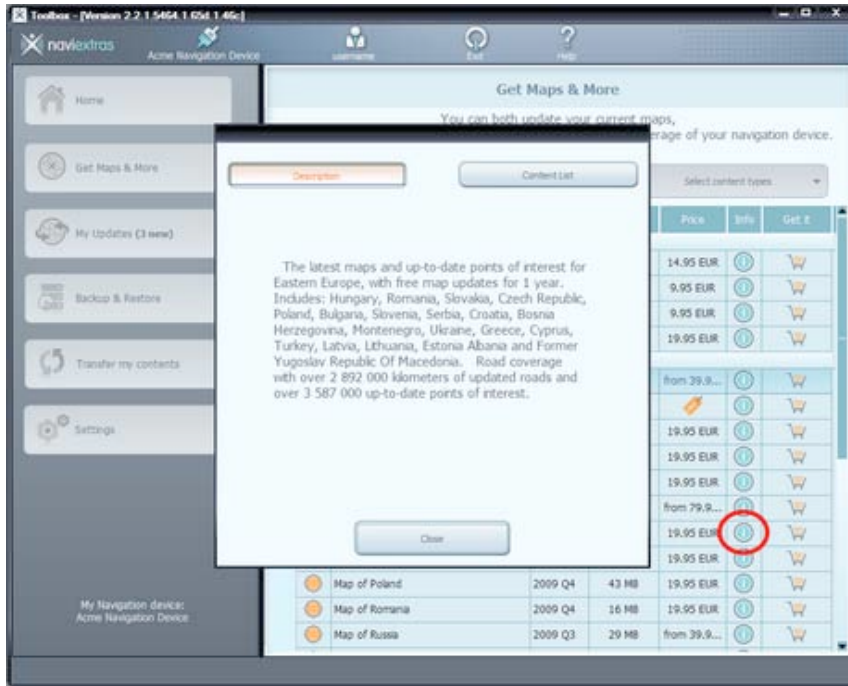 Toolbox - [Version 2.2.1.5464.1.65d.1.46c]
naviextras
Acme Navigation Device
username
Exit
Help
Home
Get Maps & More
My Updates (3 new)
Backup & Restore
Transfer my contents
Settings
My Navigation device:
Acme Navigation Device
Get Maps & More
You can both update your current maps,
erage of your navigation device.
Select content types
Price Info Get it
14.95 EUR
9.95 EUR
9.95 EUR
19.95 EUR
from 39.9...
19.95 EUR
19.95 EUR
19.95 EUR
from 79.9...
19.95 EUR
19.95 EUR
Map of Poland 2009 Q4 43 MB 19.95 EUR
Map of Romania 2009 Q4 16 MB 19.95 EUR
Map of Russia 2009 Q3 29 MB from 39.9...
Description
Content List
The latest maps and up-to-date points of interest for
Eastern Europe, with free map updates for 1 year.
Includes: Hungary, Romania, Slovakia, Czech Republic,
Poland, Bulgaria, Slovenia, Serbia, Croatia, Bosnia
Herzegovina, Montenegro, Ukraine, Greece, Cyprus,
Turkey, Latvia, Lithuania, Estonia Albania and Former
Yugoslav Republic Of Macedonia. Road coverage
with over 2 892 000 kilometers of updated roads and
over 3 587 000 up-to-date points of interest.
Close